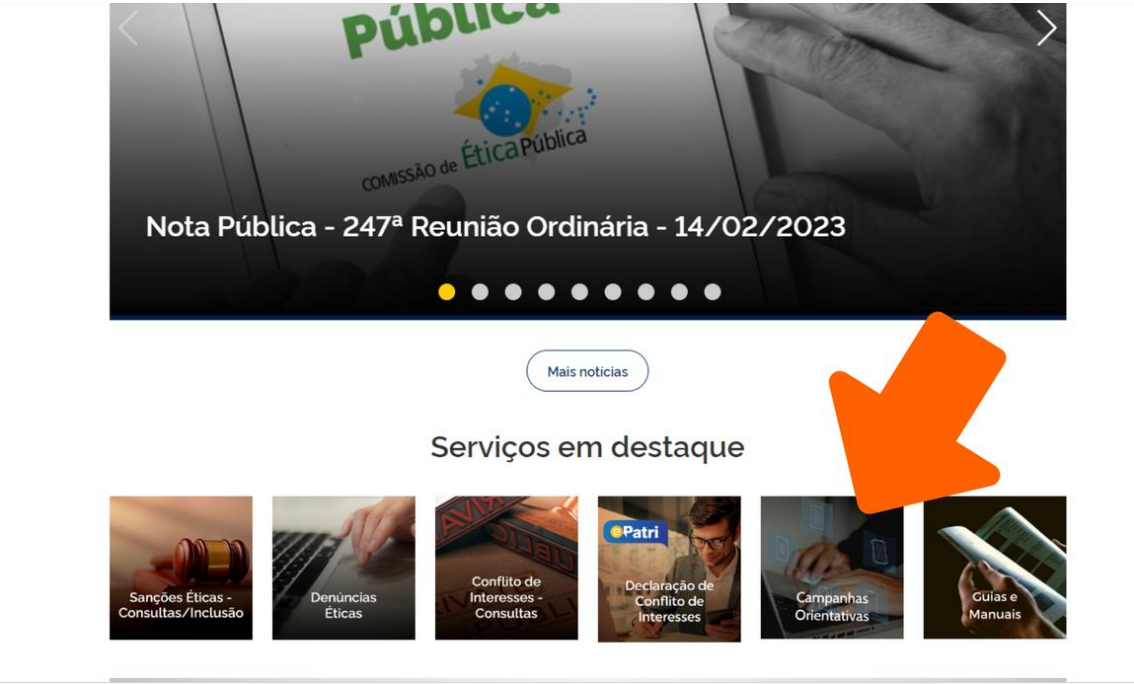 Pública
COMISSÃO de ÉticaPública
Nota Pública - 247ª Reunião Ordinária - 14/02/2023
Mais notícias
Serviços em destaque
Sanções Éticas -
Consultas/Inclusão
Denúncias
Éticas
Conflito de
Interesses -
Consultas
ePatri
Declaração de
Conflito de
Interesses
Campanhas
Orientativas
Guias e
Manuais